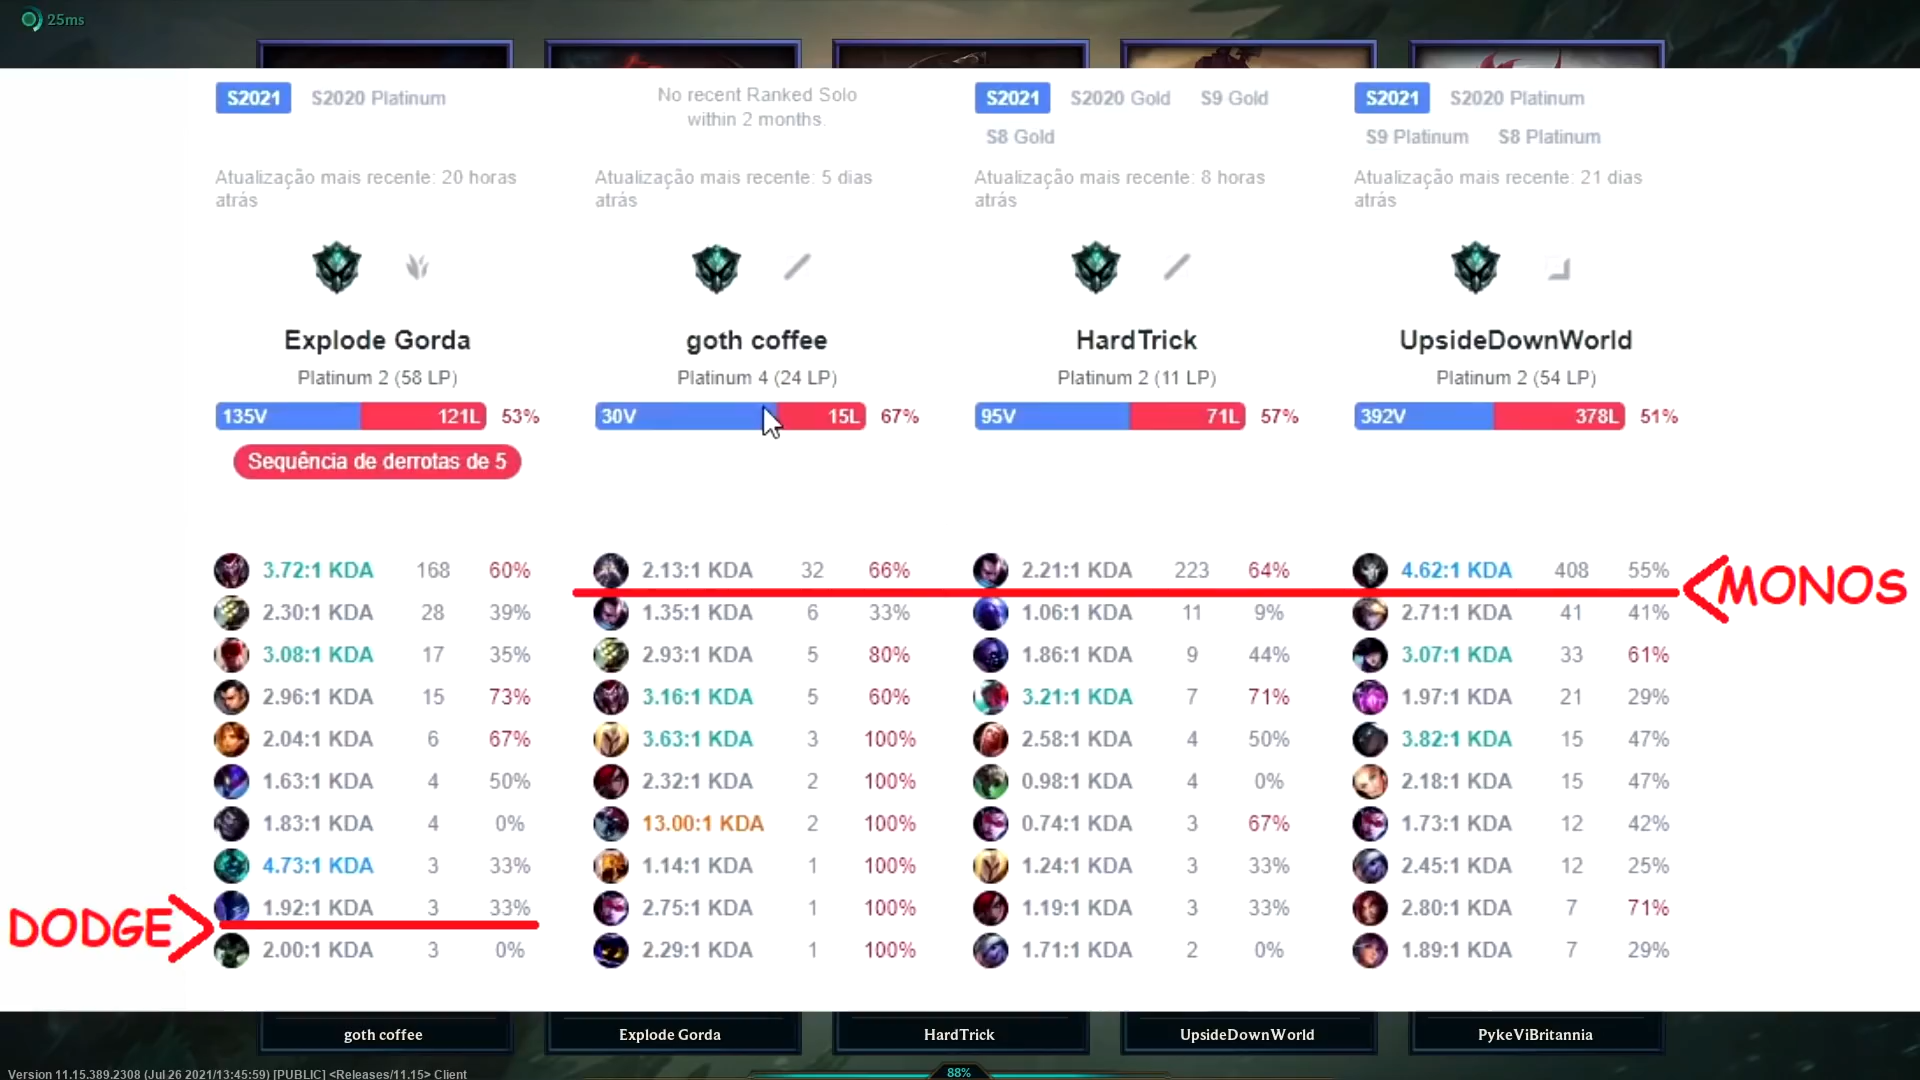 25ms
S2021 S2020 Platinum
Atualização mais recente: 20 horas
atrás
Explode Gorda
Platinum 2 (58 LP)
135V 121L 53%
Sequência de derrotas de 5
3.72:1 KDA 168 60%
2.30:1 KDA 28 39%
3.08:1 KDA 17 35%
2.96:1 KDA 15 73%
2.04:1 KDA 6 67%
1.63:1 KDA 4 50%
1.83:1 KDA 4 0%
4.73:1 KDA 3 33%
1.92:1 KDA 3 33%
2.00:1 KDA 3 0%
DODGE
No recent Ranked Solo
within 2 months.
Atualização mais recente: 5 dias
atrás
goth coffee
Platinum 4 (24 LP)
30V 15L 67%
2.13:1 KDA 32 66%
1.35:1 KDA 6 33%
2.93:1 KDA 5 80%
3.16:1 KDA 5 60%
3.63:1 KDA 3 100%
2.32:1 KDA 2 100%
13.00:1 KDA 2 100%
1.14:1 KDA 1 100%
2.75:1 KDA 1 100%
2.29:1 KDA 1 100%
S2021 S2020 Gold S9 Gold
S8 Gold
Atualização mais recente: 8 horas
atrás
HardTrick
Platinum 2 (11 LP)
95V 71L 57%
2.21:1 KDA 223 64%
1.06:1 KDA 11 9%
1.86:1 KDA 9 44%
3.21:1 KDA 7 71%
2.58:1 KDA 4 50%
0.98:1 KDA 4 0%
0.74:1 KDA 3 67%
1.24:1 KDA 3 33%
1.19:1 KDA 3 33%
1.71:1 KDA 2 0%
S2021 S2020 Platinum
S9 Platinum S8 Platinum
Atualização mais recente: 21 dias
atrás
UpsideDownWorld
Platinum 2 (54 LP)
392V 378L 51%
4.62:1 KDA 408 55%
2.71:1 KDA 41 41%
3.07:1 KDA 33 61%
1.97:1 KDA 21 29%
3.82:1 KDA 15 47%
2.18:1 KDA 15 47%
1.73:1 KDA 12 42%
2.45:1 KDA 12 25%
2.80:1 KDA 7 71%
1.89:1 KDA 7 29%
MONOS
goth coffee
Explode Gorda
HardTrick
UpsideDownWorld
PykeViBritannia
Version 11.15.389.2308 (Jul 26 2021/13:45:59) [PUBLIC] <Releases/11.15> Client
88%